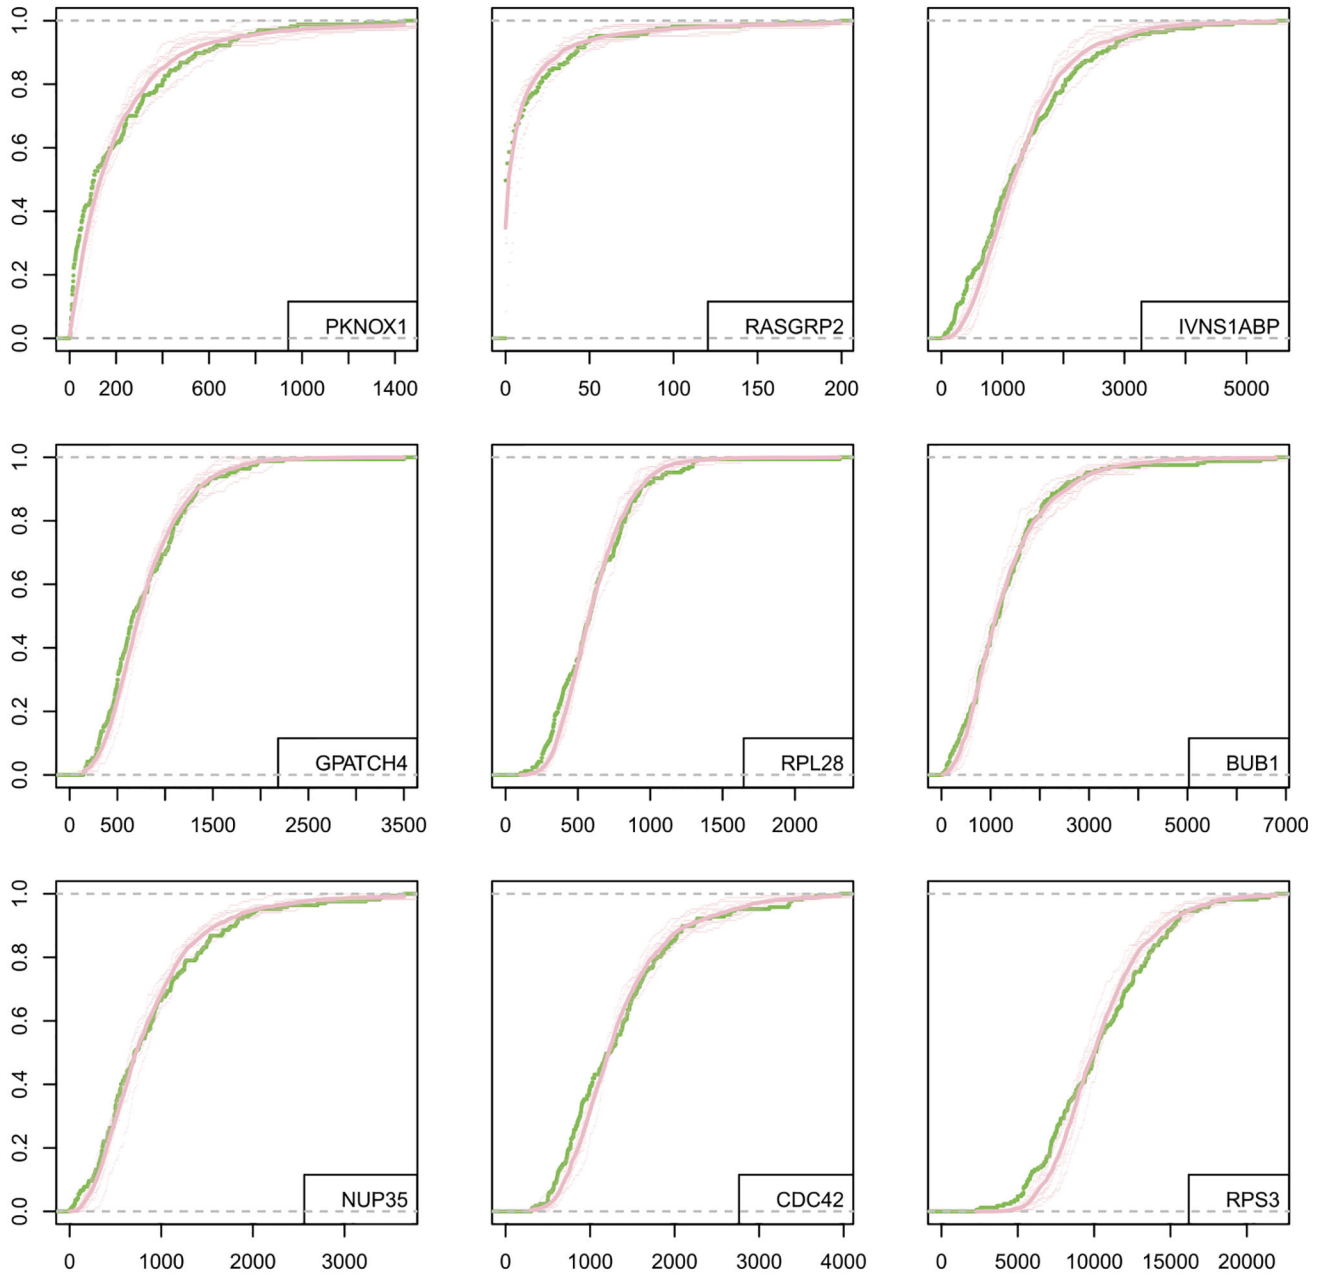 0.0 0.2 0.4 0.6 0.8 1.0
PKNOX1
0 200 600 1000 1400
RASGRP2
0 50 100 150 200
IVNS1ABP
0 1000 3000 5000
0.0 0.2 0.4 0.6 0.8 1.0
GPATCH4
0 500 1500 2500 3500
RPL28
0 500 1000 1500 2000
BUB1
0 1000 3000 5000 7000
0.0 0.2 0.4 0.6 0.8 1.0
NUP35
0 1000 2000 3000
CDC42
0 1000 2000 3000 4000
RPS3
0 5000 10000 15000 20000